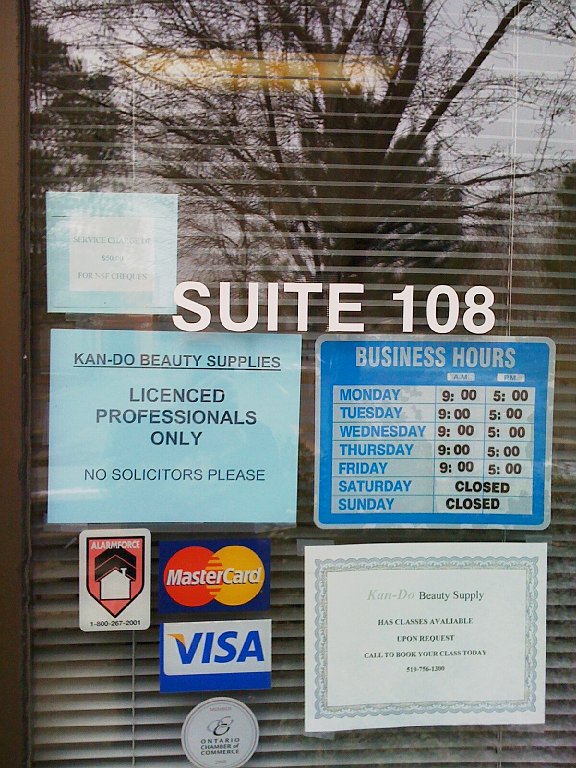 SERVICE CHARGE OF
$50.00
FOR NSF CHEQUES
SUITE 108
KAN-DO BEAUTY SUPPLIES
LICENCED
PROFESSIONALS
ONLY
NO SOLICITORS PLEASE
BUSINESS HOURS
A.M. P.M.
MONDAY 9: 00 5: 00
TUESDAY 9:00 5: 00
WEDNESDAY 9:00 5: 00
THURSDAY 9:00 5: 00
FRIDAY 9: 00 5: 00
SATURDAY CLOSED
SUNDAY CLOSED
ALARMFORCE
1-800-267-2001
MasterCard
VISA
MEMBER
ONTARIO
CHAMBER of
COMMERCE
Kan-Do Beauty Supply
HAS CLASSES AVALIABLE
UPON REQUEST
CALL TO BOOK YOUR CLASS TODAY
519-756-1300